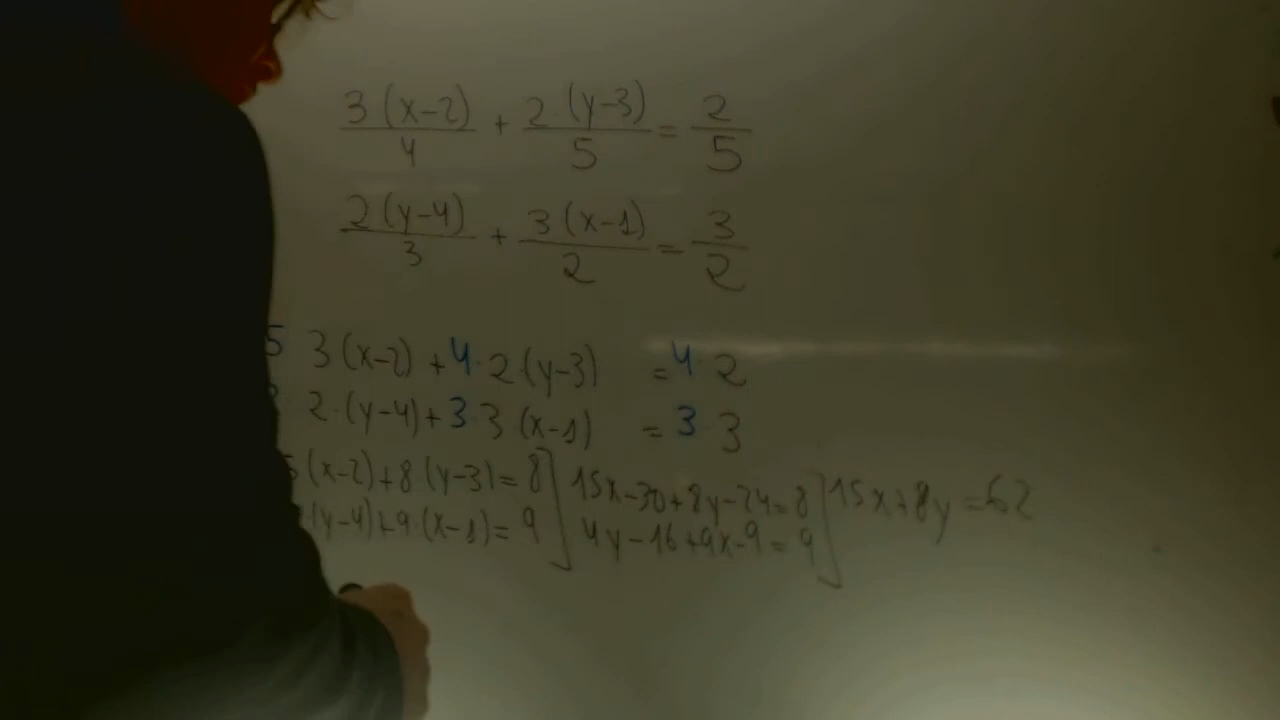 3(x-2)/4 + 2·(y-3)/5 = 2/5
2(y-4)/3 + 3(x-1)/2 = 3/2
5 3(x-2) + 4·2·(y-3) = 4·2
2·(y-4) + 3·3(x-1) = 3·3
5(x-2)+8(y-3)=8] 15x-30+8y-24=8] 15x+8y=62
(y-4)+9·(x-1)=9] 4y-16+9x-9=9]